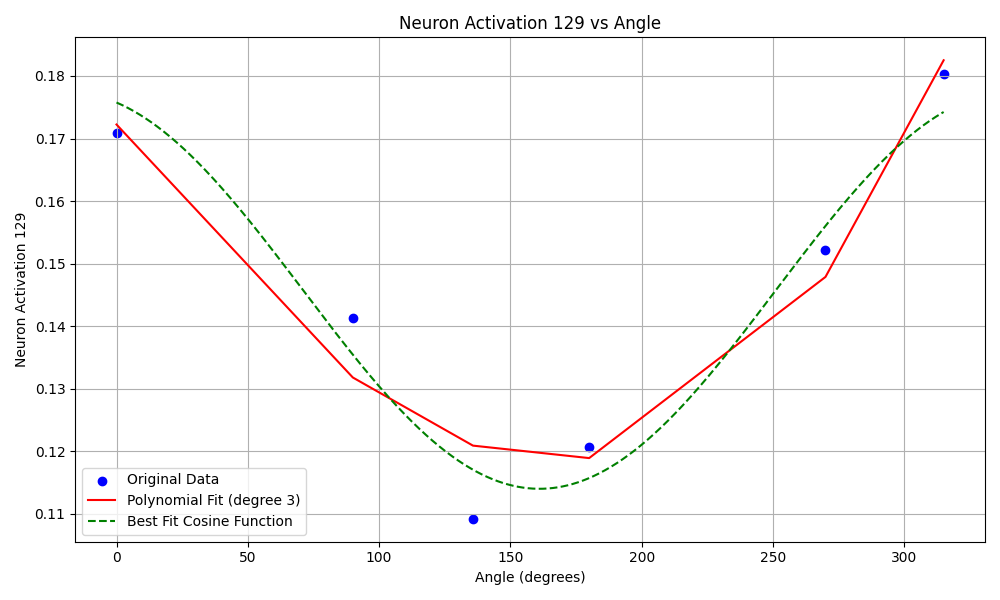 Neuron Activation 129 vs Angle
Neuron Activation 129
0.18
0.17
0.16
0.15
0.14
0.13
0.12
0.11
Original Data
Polynomial Fit (degree 3)
Best Fit Cosine Function
0
50
100
150
200
250
300
Angle (degrees)